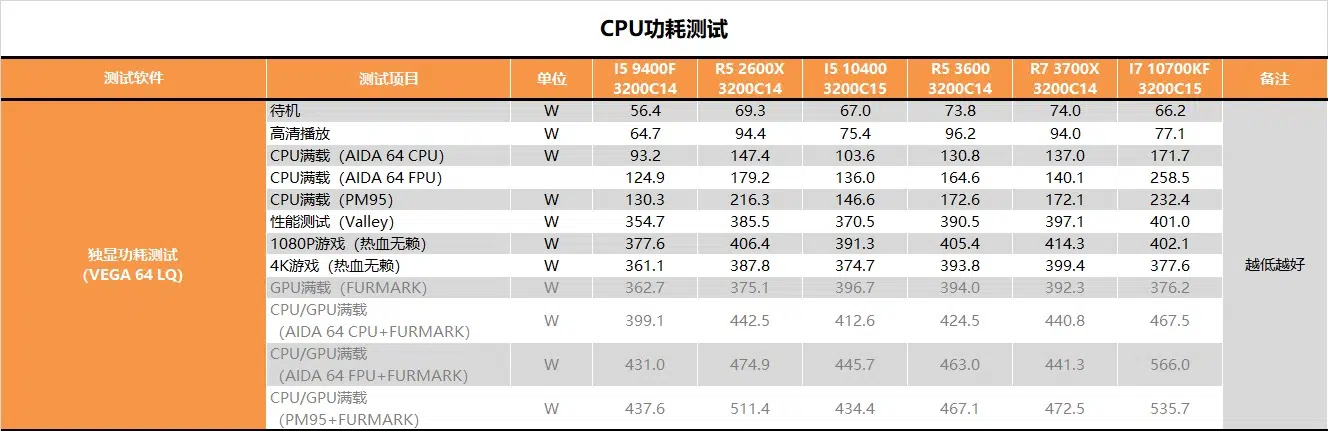 CPU功耗测试
测试软件 测试项目 单位 I5 9400F 3200C14 R5 2600X 3200C14 I5 10400 3200C15 R5 3600 3200C14 R7 3700X 3200C14 I7 10700KF 3200C15 备注
独显功耗测试
(VEGA 64 LQ)
待机 W 56.4 69.3 67.0 73.8 74.0 66.2
高清播放 W 64.7 94.4 75.4 96.2 94.0 77.1
CPU满载（AIDA 64 CPU） W 93.2 147.4 103.6 130.8 137.0 171.7
CPU满载（AIDA 64 FPU） 124.9 179.2 136.0 164.6 140.1 258.5
CPU满载（PM95） W 130.3 216.3 146.6 172.6 172.1 232.4
性能测试（Valley） W 354.7 385.5 370.5 390.5 397.1 401.0
1080P游戏（热血无赖） W 377.6 406.4 391.3 405.4 414.3 402.1
4K游戏（热血无赖） W 361.1 387.8 374.7 393.8 399.4 377.6
GPU满载（FURMARK） W 362.7 375.1 396.7 394.0 392.3 376.2
CPU/GPU满载
（AIDA 64 CPU+FURMARK） W 399.1 442.5 412.6 424.5 440.8 467.5
CPU/GPU满载
（AIDA 64 FPU+FURMARK） W 431.0 474.9 445.7 463.0 441.3 566.0
CPU/GPU满载
（PM95+FURMARK） W 437.6 511.4 434.4 467.1 472.5 535.7
越低越好